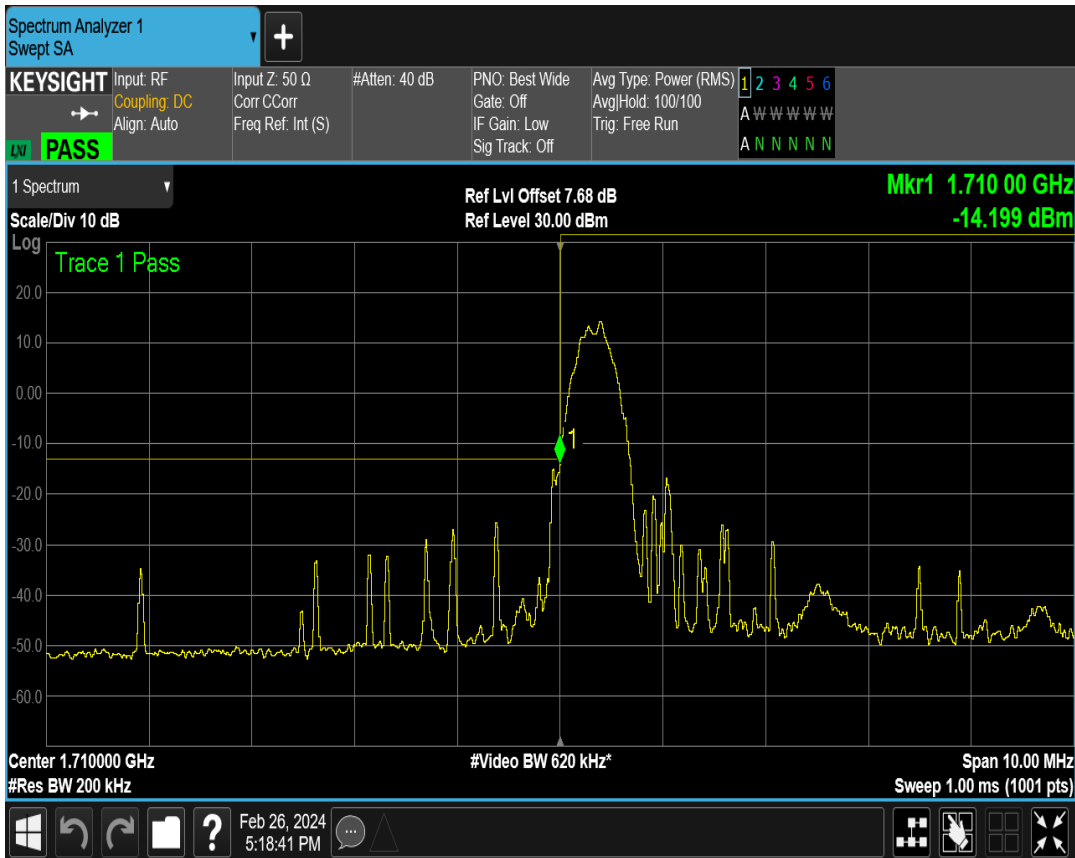 Spectrum Analyzer 1
Swept SA
+
KEYSIGHT
LXI PASS
Input: RF
Coupling: DC
Align: Auto
Input Z: 50 Ω
Corr CCorr
Freq Ref: Int (S)
#Atten: 40 dB
PNO: Best Wide
Gate: Off
IF Gain: Low
Sig Track: Off
Avg Type: Power (RMS)
Avg|Hold: 100/100
Trig: Free Run
1 2 3 4 5 6
A W W W W W
A N N N N N
1 Spectrum
Scale/Div 10 dB
Ref Lvl Offset 7.68 dB
Ref Level 30.00 dBm
Mkr1 1.710 00 GHz
-14.199 dBm
Log
Trace 1 Pass
20.0
10.0
0.00
-10.0
1
-20.0
-30.0
-40.0
-50.0
-60.0
Center 1.710000 GHz
#Res BW 200 kHz
#Video BW 620 kHz*
Span 10.00 MHz
Sweep 1.00 ms (1001 pts)
?
Feb 26, 2024
5:18:41 PM